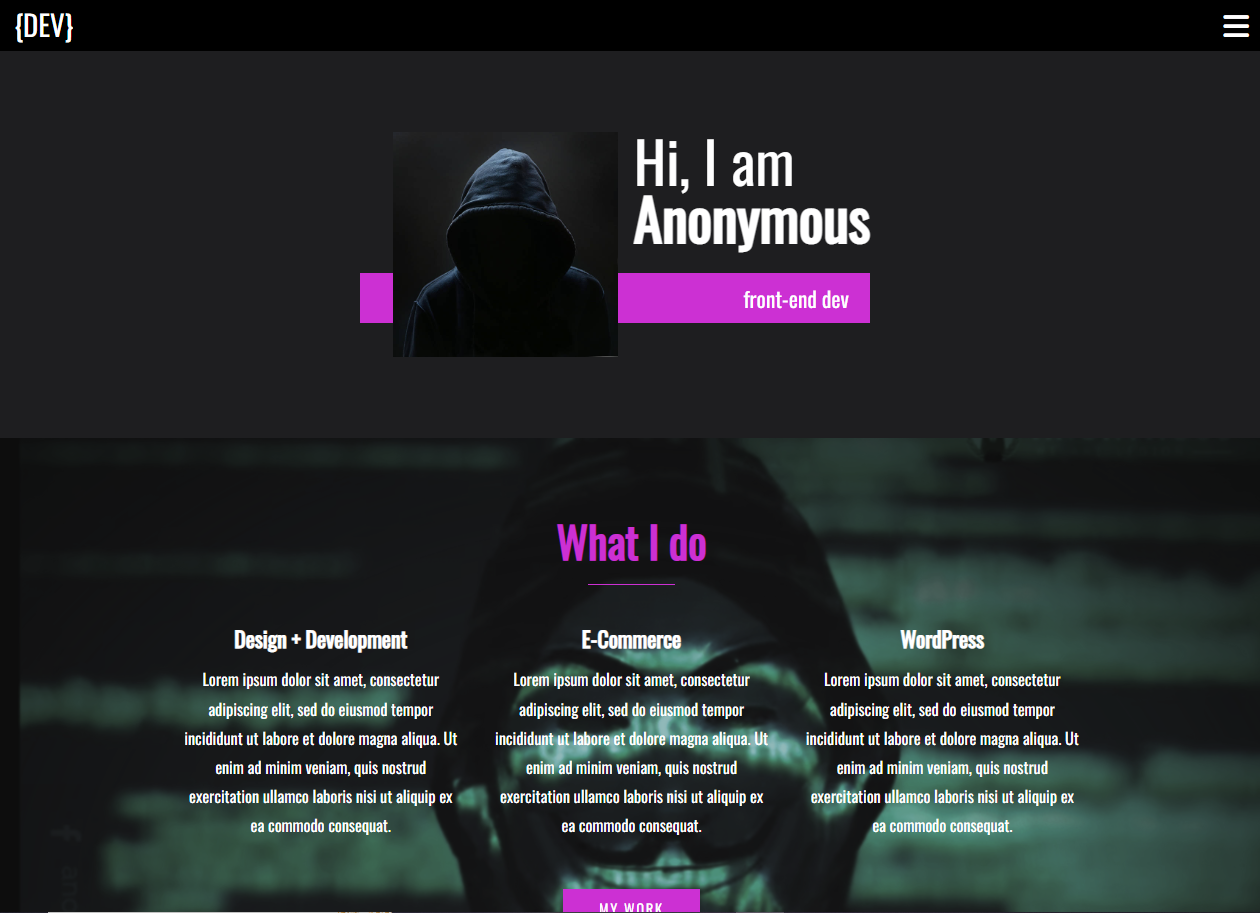 {DEV}
Hi, I am
Anonymous
front-end dev
What I do
Design + Development
Lorem ipsum dolor sit amet, consectetur
adipiscing elit, sed do eiusmod tempor
incididunt ut labore et dolore magna aliqua. Ut
enim ad minim veniam, quis nostrud
exercitation ullamco laboris nisi ut aliquip ex
ea commodo consequat.
E-Commerce
Lorem ipsum dolor sit amet, consectetur
adipiscing elit, sed do eiusmod tempor
incididunt ut labore et dolore magna aliqua. Ut
enim ad minim veniam, quis nostrud
exercitation ullamco laboris nisi ut aliquip ex
ea commodo consequat.
WordPress
Lorem ipsum dolor sit amet, consectetur
adipiscing elit, sed do eiusmod tempor
incididunt ut labore et dolore magna aliqua. Ut
enim ad minim veniam, quis nostrud
exercitation ullamco laboris nisi ut aliquip ex
ea commodo consequat.
MY WORK